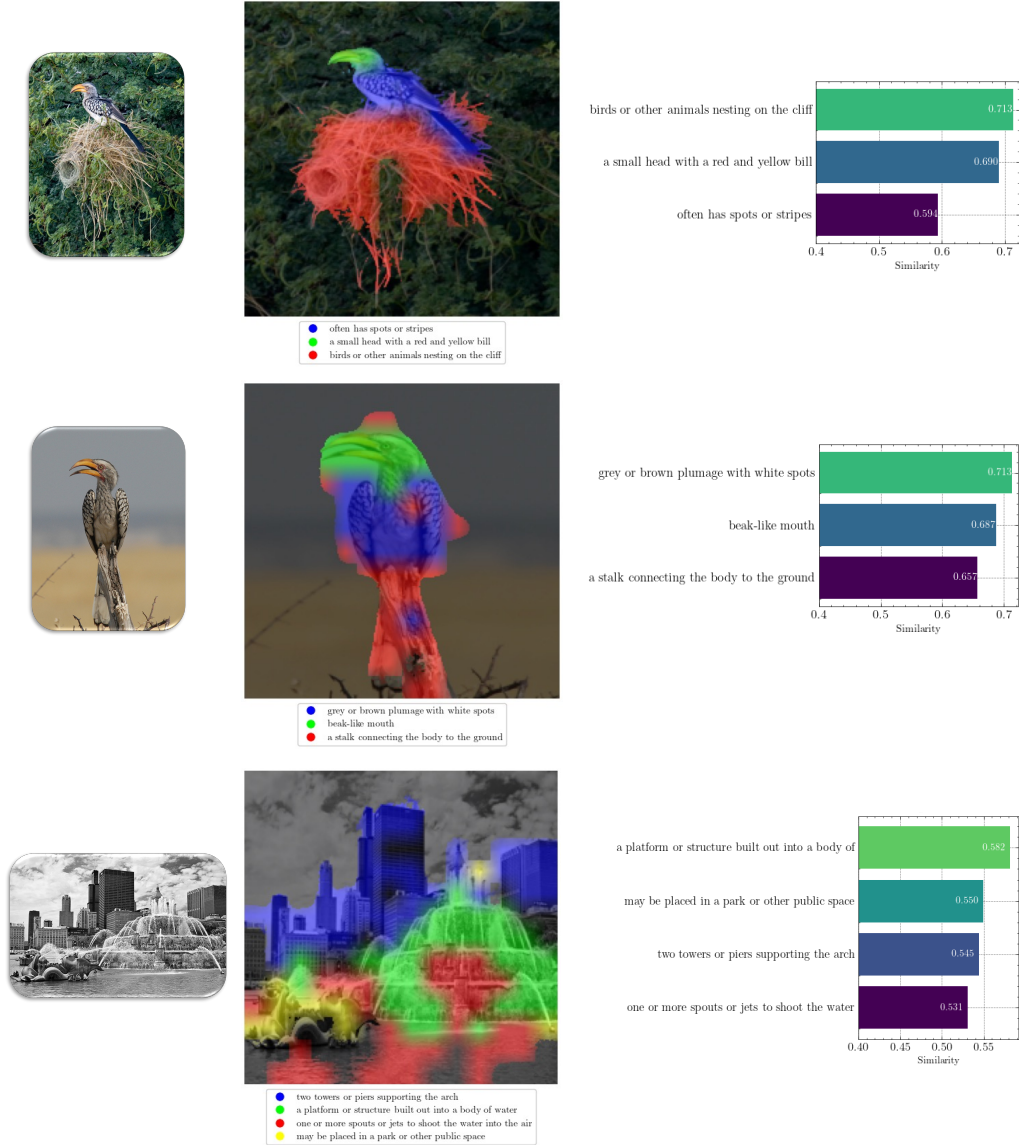 birds or other animals nesting on the cliff
0.713
a small head with a red and yellow bill
0.690
often has spots or stripes
0.594
0.4 0.5 0.6 0.7
Similarity
often has spots or stripes
a small head with a red and yellow bill
birds or other animals nesting on the cliff
grey or brown plumage with white spots
0.713
beak-like mouth
0.687
a stalk connecting the body to the ground
0.657
0.4 0.5 0.6 0.7
Similarity
grey or brown plumage with white spots
beak-like mouth
a stalk connecting the body to the ground
a platform or structure built out into a body of
0.582
may be placed in a park or other public space
0.550
two towers or piers supporting the arch
0.545
one or more spouts or jets to shoot the water
0.531
0.40 0.45 0.50 0.55
Similarity
two towers or piers supporting the arch
a platform or structure built out into a body of water
one or more spouts or jets to shoot the water into the air
may be placed in a park or other public space